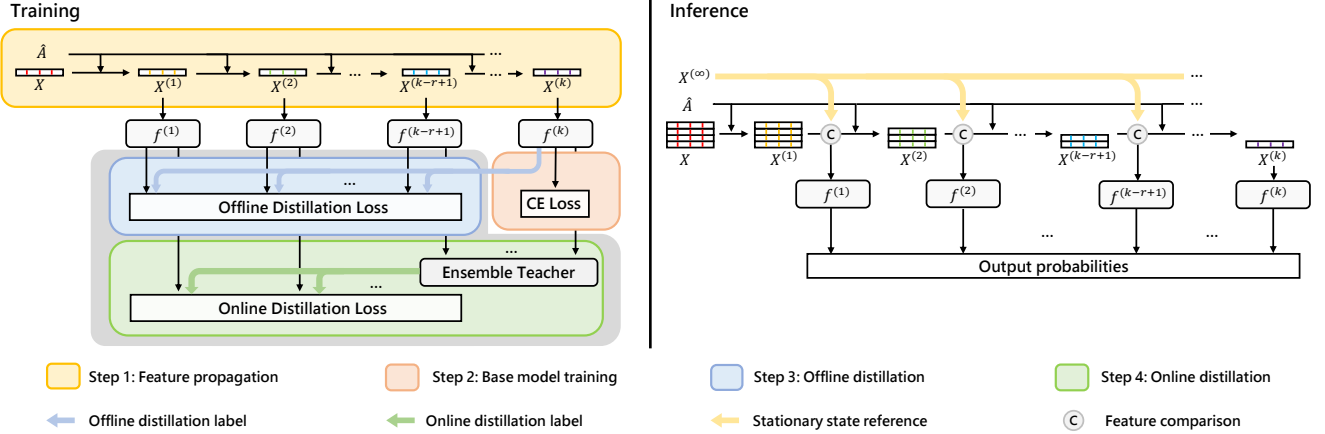 Training
Â ...
X X^(1) X^(2) ... X^(k−r+1) ... X^(k)
f^(1) f^(2) f^(k−r+1) f^(k)
...
Offline Distillation Loss CE Loss
...
Ensemble Teacher
...
Online Distillation Loss
Inference
X^(∞) ...
Â ...
X X^(1) C X^(2) C ... X^(k−r+1) C ... X^(k)
f^(1) f^(2) f^(k−r+1) f^(k)
... ...
Output probabilities
Step 1: Feature propagation Step 2: Base model training Step 3: Offline distillation Step 4: Online distillation
Offline distillation label Online distillation label Stationary state reference C Feature comparison